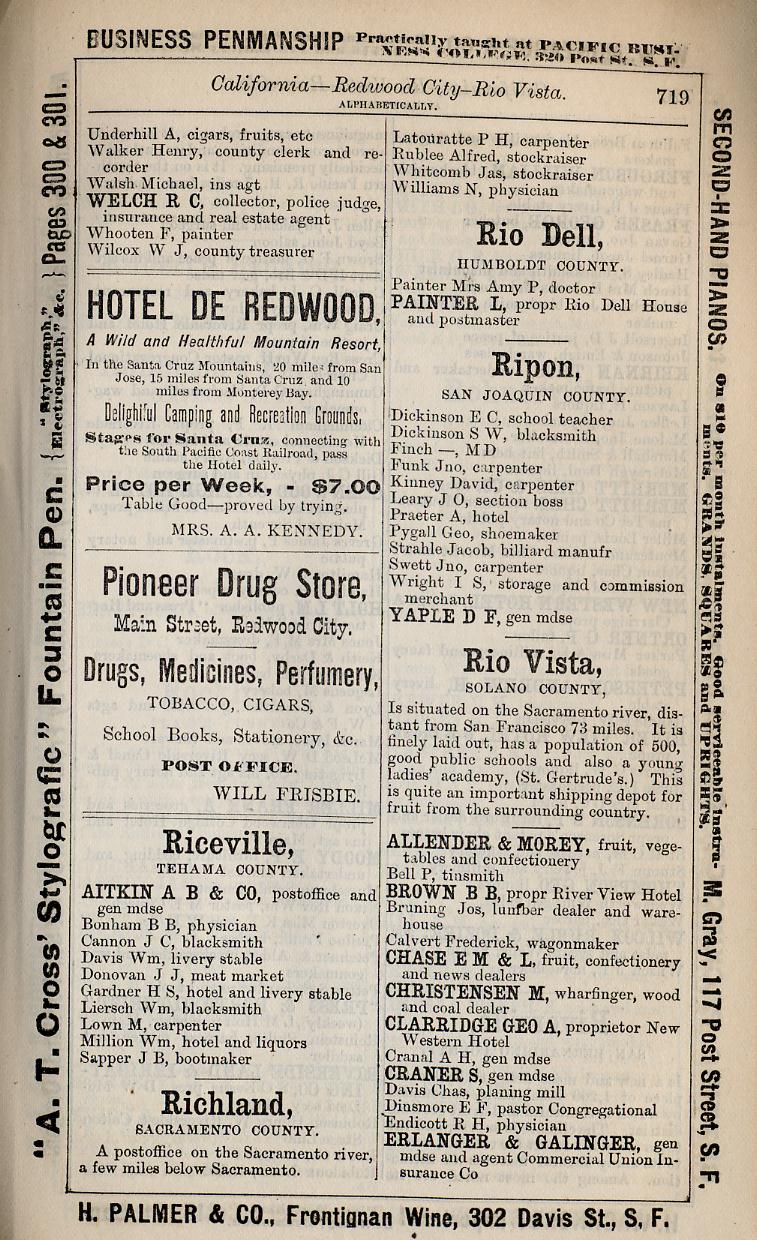 BUSINESS PENMANSHIP Practically taught at PACIFIC BUSI-
NESS COLLEGE, 320 Post St. S. F.
California—Redwood City-Rio Vista. 719
ALPHABETICALLY.
Underhill A, cigars, fruits, etc
Walker Henry, county clerk and re-
corder
Walsh Michael, ins agt
WELCH R C, collector, police judge,
insurance and real estate agent
Whooten F, painter
Wilcox W J, county treasurer
HOTEL DE REDWOOD,
A Wild and Healthful Mountain Resort,
In the Santa Cruz Mountains, 20 miles from San
Jose, 15 miles from Santa Cruz and 10
miles from Monterey Bay.
Delightful Camping and Recreation Grounds.
Stages for Santa Cruz, connecting with
the South Pacific Coast Railroad, pass
the Hotel daily.
Price per Week, - $7.00
Table Good—proved by trying.
MRS. A. A. KENNEDY.
Pioneer Drug Store,
Main Street, Redwood City.
Drugs, Medicines, Perfumery,
TOBACCO, CIGARS,
School Books, Stationery, &c.
POST OFFICE.
WILL FRISBIE.
Riceville,
TEHAMA COUNTY.
AITKIN A B & CO, postoffice and
gen mdse
Bonham B B, physician
Cannon J C, blacksmith
Davis Wm, livery stable
Donovan J J, meat market
Gardner H S, hotel and livery stable
Liersch Wm, blacksmith
Lown M, carpenter
Million Wm, hotel and liquors
Sapper J B, bootmaker
Richland,
SACRAMENTO COUNTY.
A postoffice on the Sacramento river,
a few miles below Sacramento.
Latouratte P H, carpenter
Rublee Alfred, stockraiser
Whitcomb Jas, stockraiser
Williams N, physician
Rio Dell,
HUMBOLDT COUNTY.
Painter Mrs Amy P, doctor
PAINTER L, propr Rio Dell House
and postmaster
Ripon,
SAN JOAQUIN COUNTY.
Dickinson E C, school teacher
Dickinson S W, blacksmith
Finch —, M D
Funk Jno, carpenter
Kinney David, carpenter
Leary J O, section boss
Praeter A, hotel
Pygall Geo, shoemaker
Strahle Jacob, billiard manufr
Swett Jno, carpenter
Wright I S, storage and commission
merchant
YAPLE D F, gen mdse
Rio Vista,
SOLANO COUNTY,
Is situated on the Sacramento river, dis-
tant from San Francisco 73 miles. It is
finely laid out, has a population of 500,
good public schools and also a young
ladies' academy, (St. Gertrude's.) This
is quite an important shipping depot for
fruit from the surrounding country.
ALLENDER & MOREY, fruit, vege-
tables and confectionery
Bell P, tinsmith
BROWN B B, propr River View Hotel
Bruning Jos, lumber dealer and ware-
house
Calvert Frederick, wagonmaker
CHASE E M & L, fruit, confectionery
and news dealers
CHRISTENSEN M, wharfinger, wood
and coal dealer
CLARRIDGE GEO A, proprietor New
Western Hotel
Cranal A H, gen mdse
CRANER S, gen mdse
Davis Chas, planing mill
Dinsmore E F, pastor Congregational
Endicott R H, physician
ERLANGER & GALINGER, gen
mdse and agent Commercial Union In-
surance Co
"A. T. Cross' Stylografic" Fountain Pen. { "Stylograph," Electrograph," &c. } Pages 300 & 301.
SECOND-HAND PIANOS. On $10 per month instalments. Good serviceable instru-
ments. GRANDS, SQUARES and UPRIGHTS. M. Gray, 117 Post Street, S. F.
H. PALMER & CO., Frontignan Wine, 302 Davis St., S, F.